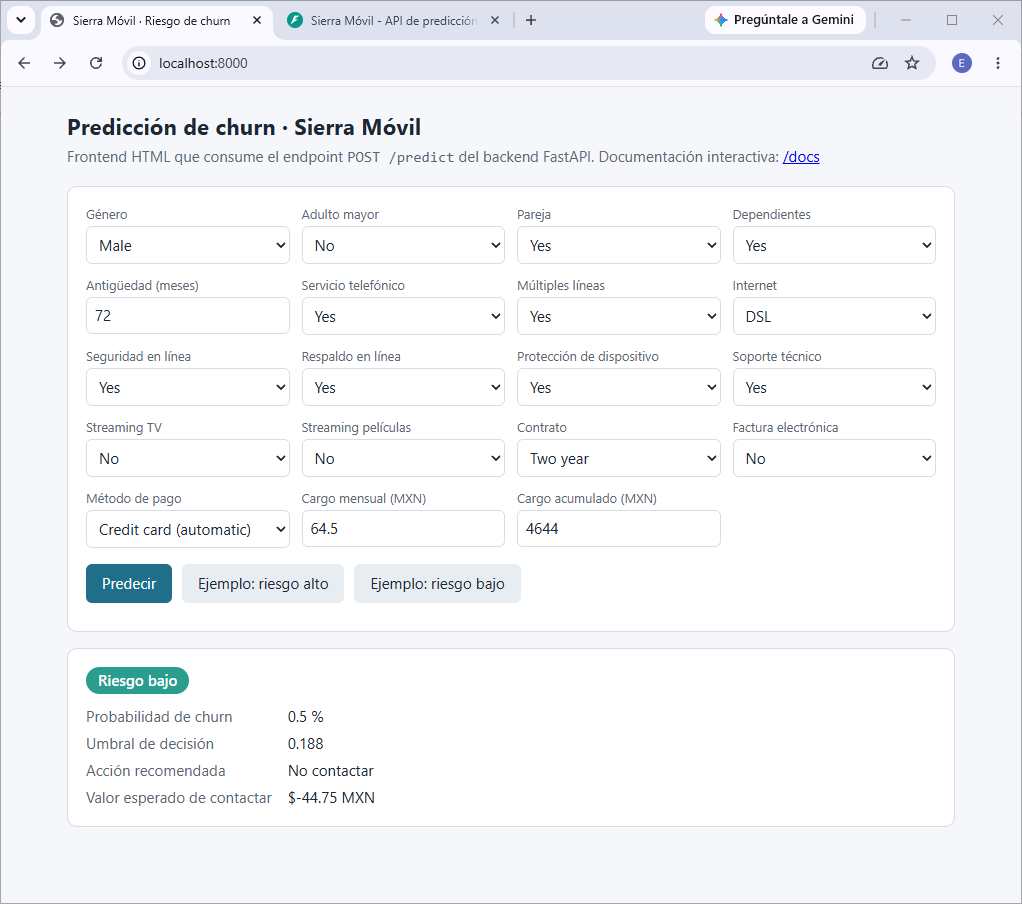 Sierra Móvil · Riesgo de churn
Sierra Móvil - API de predicción
Pregúntale a Gemini
localhost:8000
E
Predicción de churn · Sierra Móvil
Frontend HTML que consume el endpoint POST /predict del backend FastAPI. Documentación interactiva: /docs
Género Adulto mayor Pareja Dependientes
Male No Yes Yes
Antigüedad (meses) Servicio telefónico Múltiples líneas Internet
72 Yes Yes DSL
Seguridad en línea Respaldo en línea Protección de dispositivo Soporte técnico
Yes Yes Yes Yes
Streaming TV Streaming películas Contrato Factura electrónica
No No Two year No
Método de pago Cargo mensual (MXN) Cargo acumulado (MXN)
Credit card (automatic) 64.5 4644
Predecir Ejemplo: riesgo alto Ejemplo: riesgo bajo
Riesgo bajo
Probabilidad de churn 0.5 %
Umbral de decisión 0.188
Acción recomendada No contactar
Valor esperado de contactar $-44.75 MXN